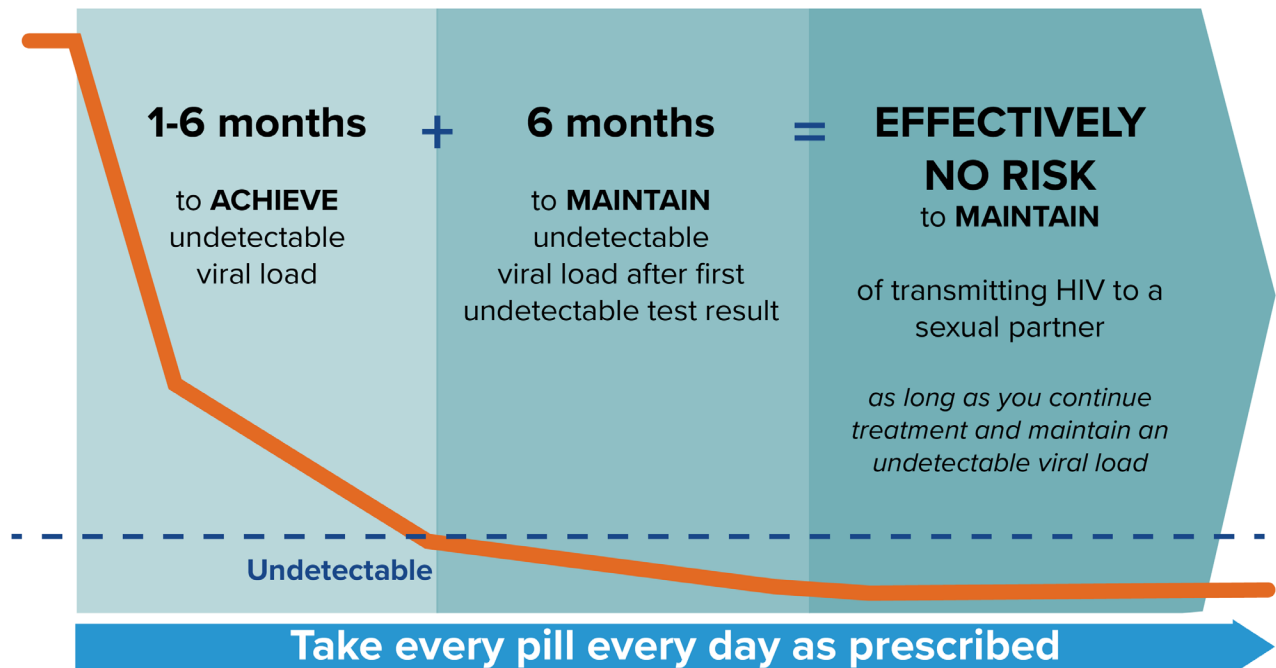 1-6 months
to ACHIEVE
undetectable
viral load
+
6 months
to MAINTAIN
undetectable
viral load after first
undetectable test result
=
EFFECTIVELY
NO RISK
to MAINTAIN
of transmitting HIV to a
sexual partner
as long as you continue
treatment and maintain an
undetectable viral load
Undetectable
Take every pill every day as prescribed